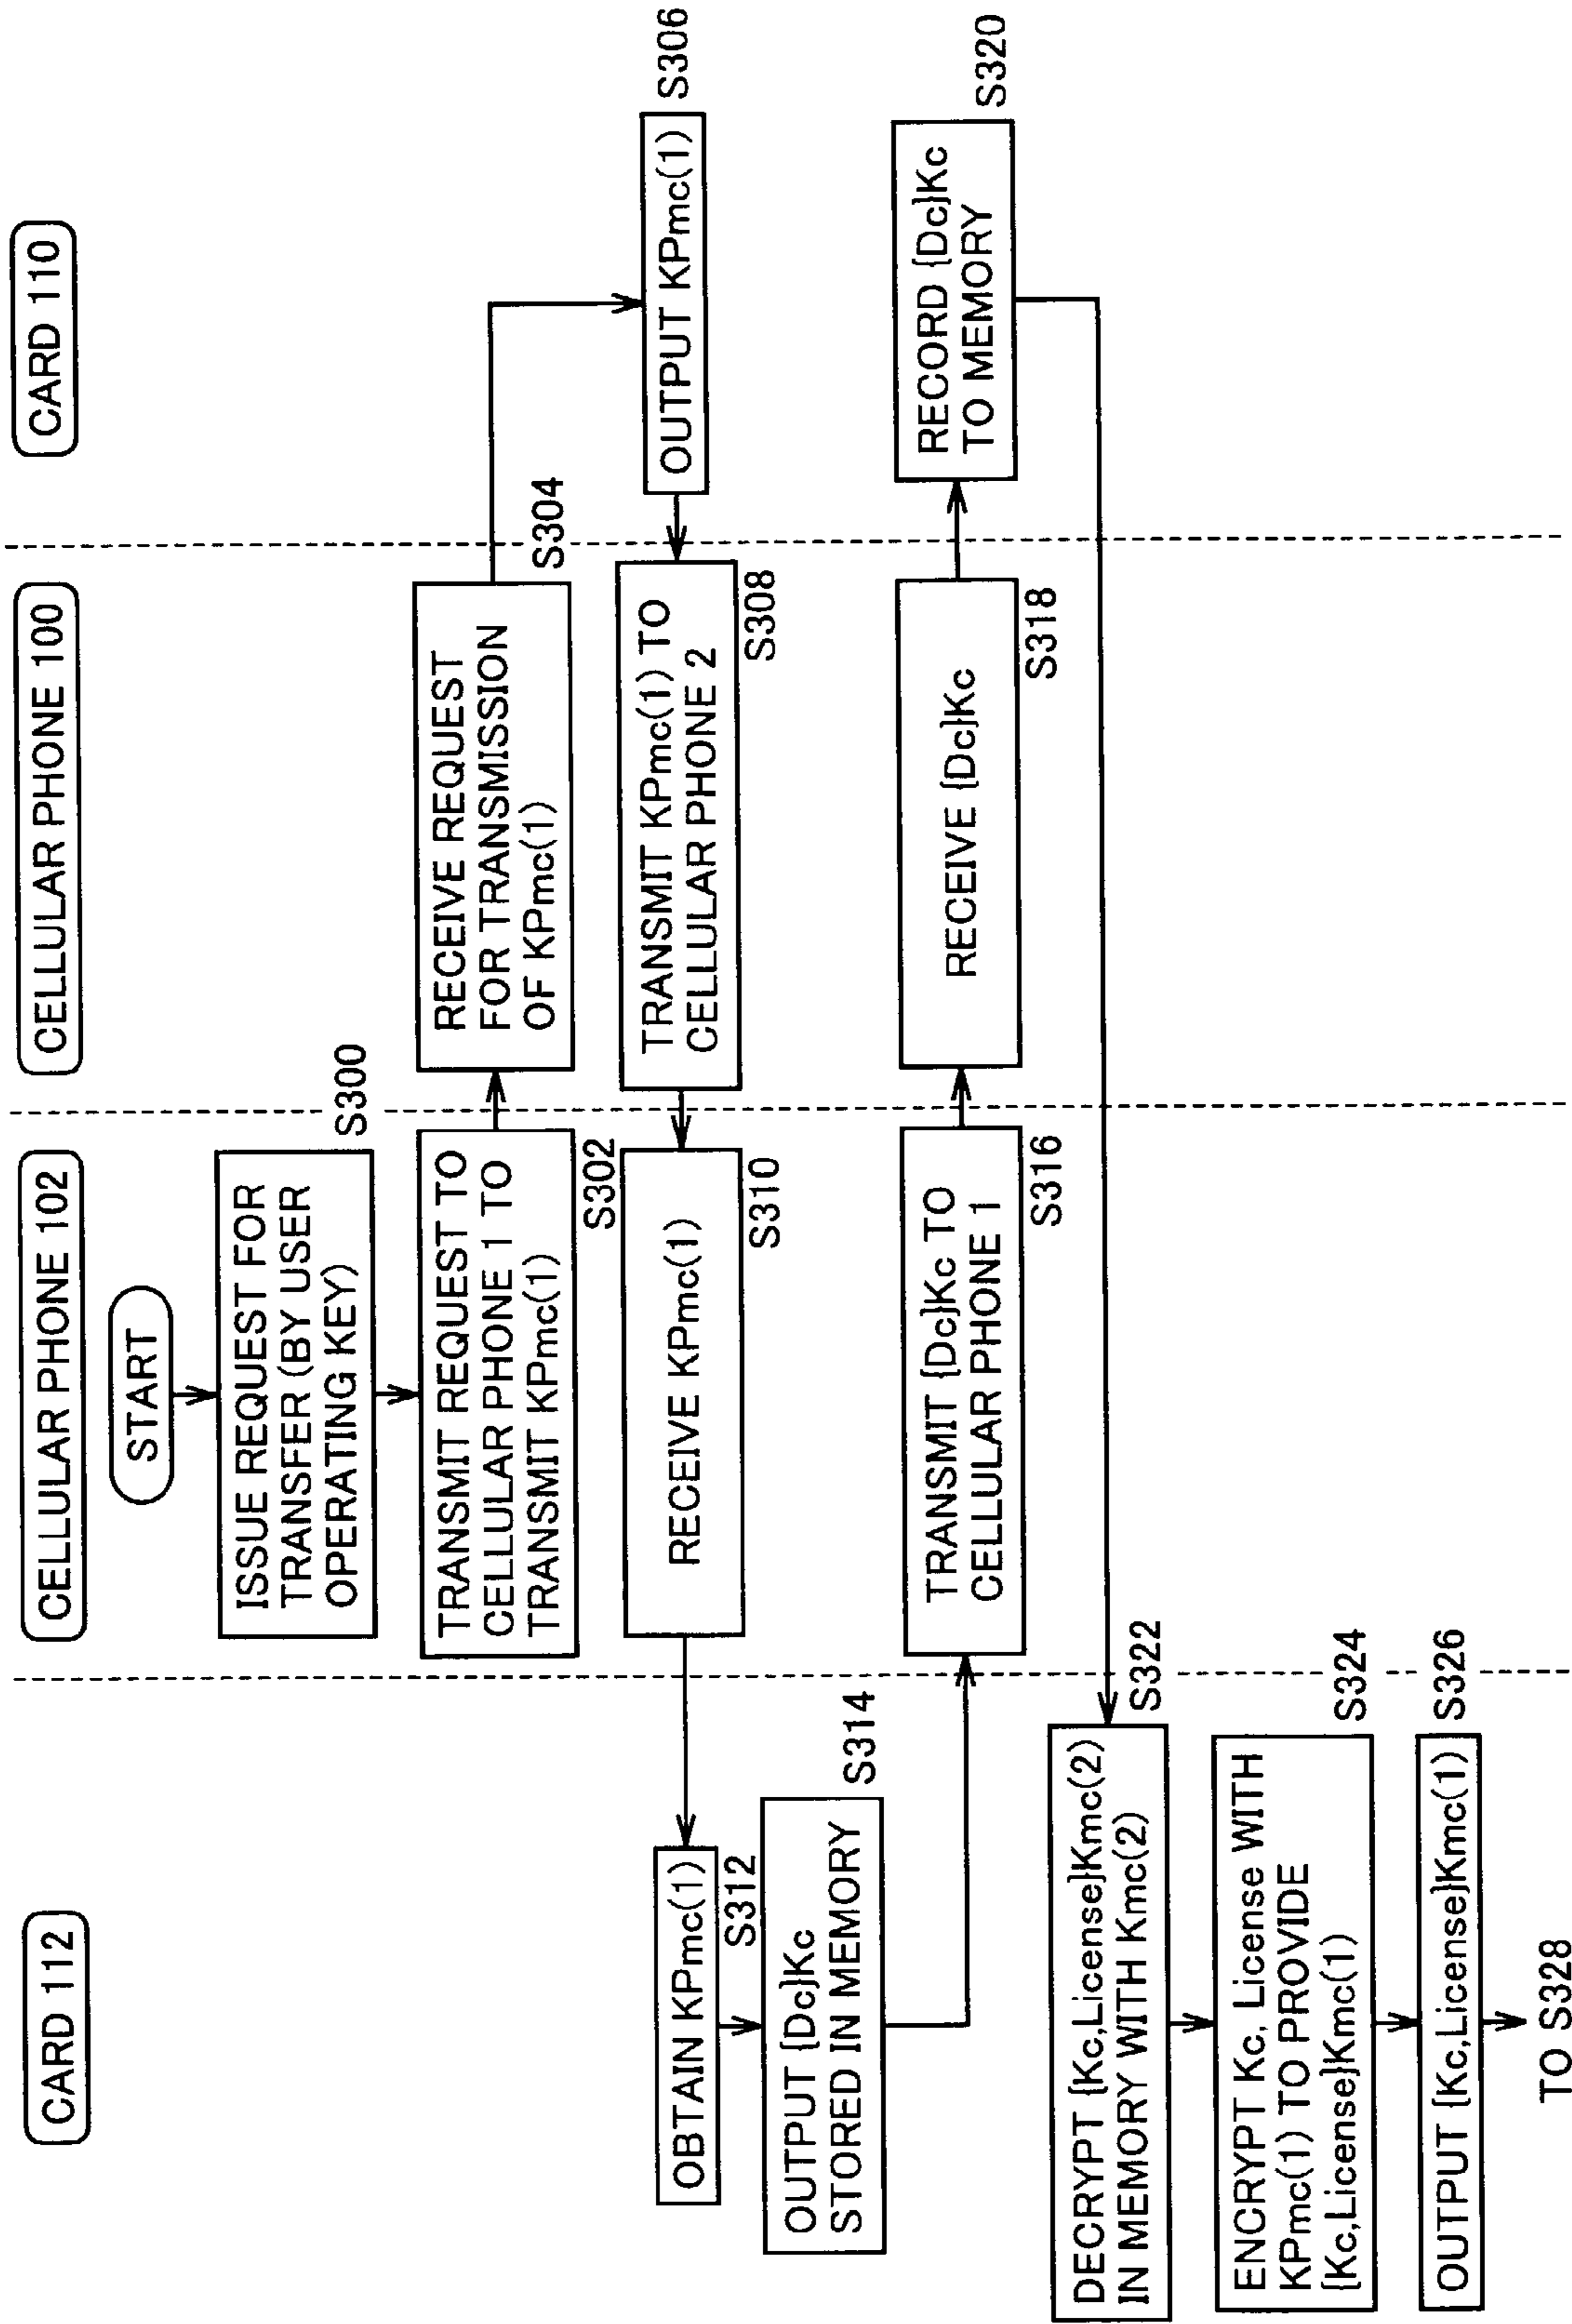 CARD 112
CELLULAR PHONE 102
CELLULAR PHONE 100
CARD 110
START
ISSUE REQUEST FOR
TRANSFER (BY USER
OPERATING KEY)
S300
TRANSMIT REQUEST TO
CELLULAR PHONE 1 TO
TRANSMIT KPmc(1)
S302
RECEIVE REQUEST
FOR TRANSMISSION
OF KPmc(1)
S304
OUTPUT KPmc(1)
S306
TRANSMIT KPmc(1) TO
CELLULAR PHONE 2
S308
RECEIVE KPmc(1)
S310
OBTAIN KPmc(1)
S312
OUTPUT {Dc}Kc
STORED IN MEMORY
S314
TRANSMIT {Dc}Kc TO
CELLULAR PHONE 1
S316
RECEIVE {Dc}Kc
S318
RECORD {Dc}Kc
TO MEMORY
S320
DECRYPT {Kc,License}Kmc(2)
IN MEMORY WITH Kmc(2)
S322
ENCRYPT Kc, License WITH
KPmc(1) TO PROVIDE
{Kc,License}Kmc(1)
S324
OUTPUT {Kc,License}Kmc(1)
S326
TO S328